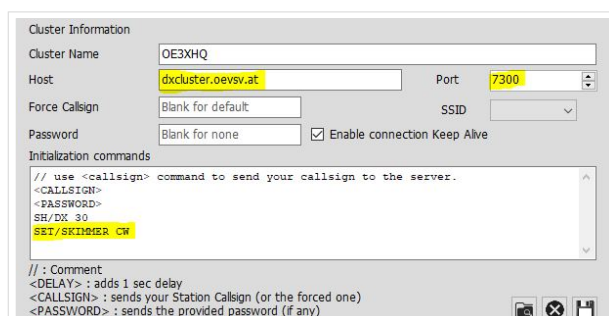 Cluster Information
Cluster Name OE3XHQ
Host dxcluster.oevsv.at Port 7300
Force Callsign Blank for default SSID
Password Blank for none Enable connection Keep Alive
Initialization commands
// use <callsign> command to send your callsign to the server.
<CALLSIGN>
<PASSWORD>
SH/DX 30
SET/SKIMMER CW
// : Comment
<DELAY> : adds 1 sec delay
<CALLSIGN> : sends your Station Callsign (or the forced one)
<PASSWORD> : sends the provided password (if any)